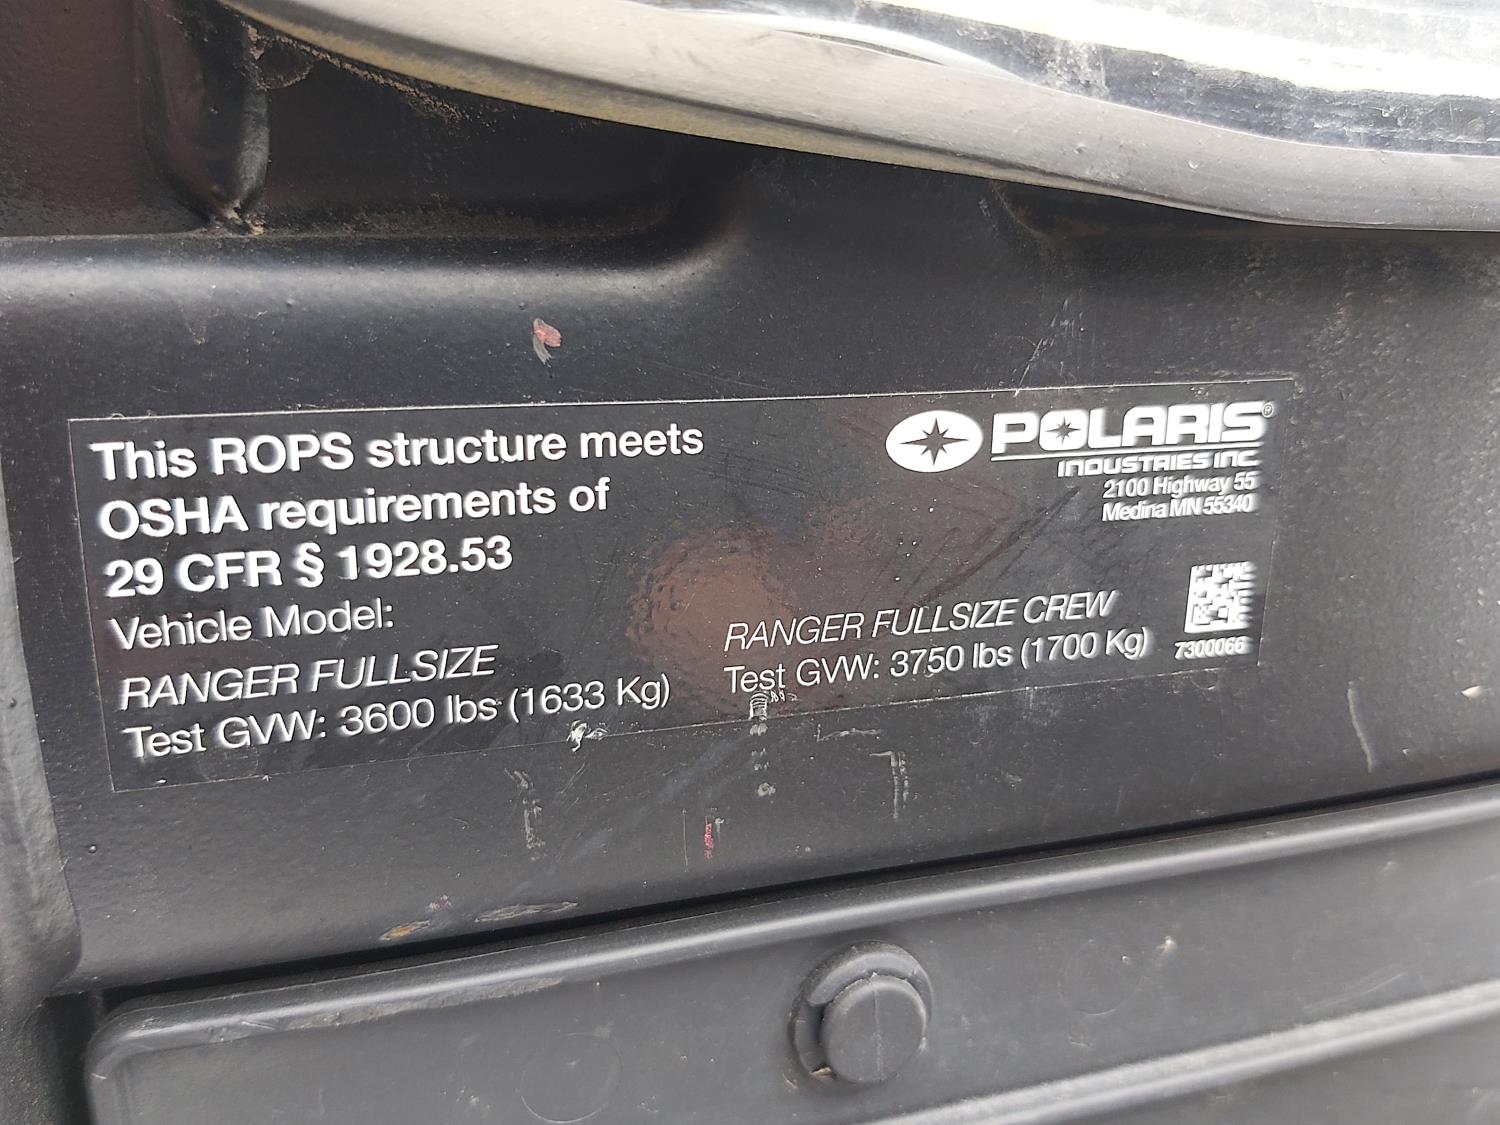 This ROPS structure meets
OSHA requirements of
29 CFR § 1928.53
Vehicle Model:
RANGER FULLSIZE
Test GVW: 3600 lbs (1633 Kg)
RANGER FULLSIZE CREW
Test GVW: 3750 lbs (1700 Kg)
POLARIS®
INDUSTRIES INC
2100 Highway 55
Medina MN 55340
7300066